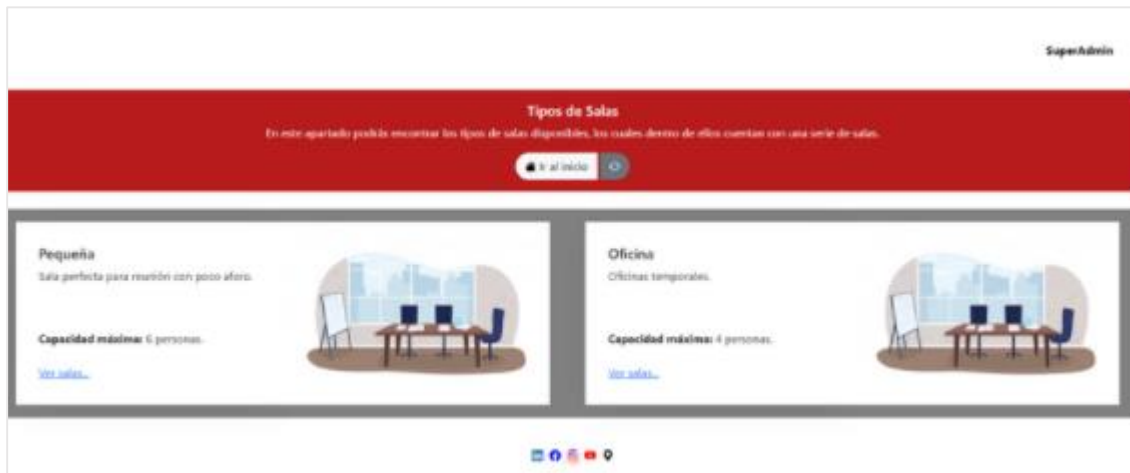 SuperAdmin
Tipos de Salas
En este apartado podrás encontrar los tipos de salas disponibles, los cuales dentro de ellos cuentan con una serie de salas.
Ir al inicio
Pequeña
Sala perfecta para reunión con poco aforo.
Capacidad máxima: 6 personas.
Ver salas...
Oficina
Oficinas temporales.
Capacidad máxima: 4 personas.
Ver salas...